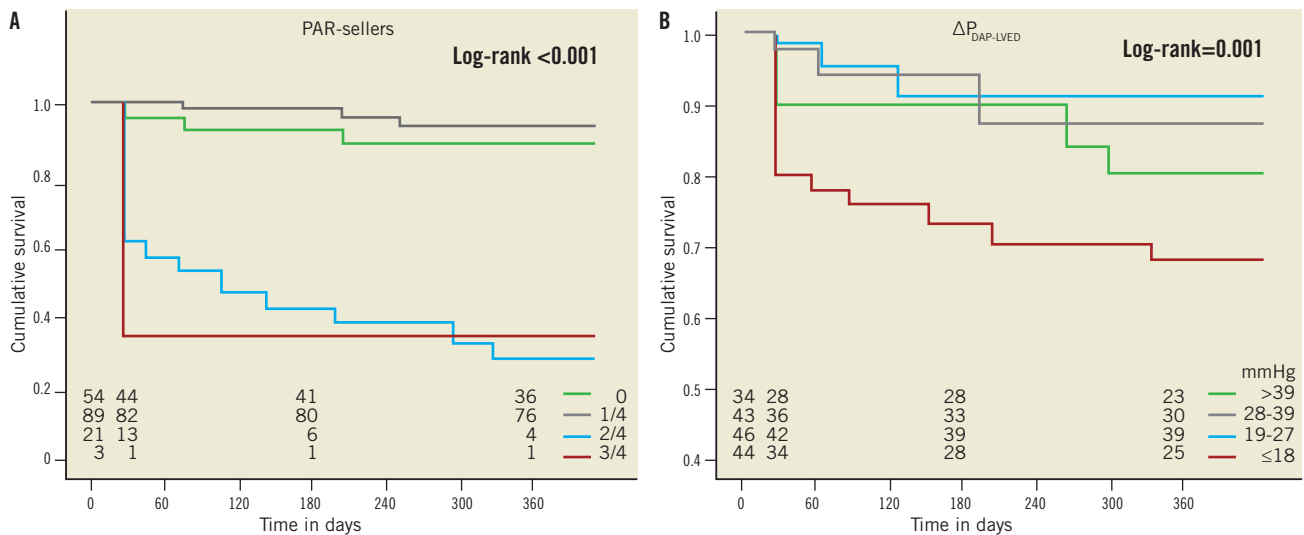 A
PAR-sellers
Log-rank <0.001
Cumulative survival
1.0
0.8
0.6
0.4
0.2
0
54 44 41 36 0
89 82 80 76 1/4
21 13 6 4 2/4
3 1 1 1 3/4
0 60 120 180 240 300 360
Time in days
B
ΔP_DAP-LVED
Log-rank=0.001
Cumulative survival
1.0
0.9
0.8
0.7
0.6
0.5
0.4
mmHg
34 28 28 23 >39
43 36 33 30 28-39
46 42 39 39 19-27
44 34 28 25 ≤18
0 60 120 180 240 300 360
Time in days